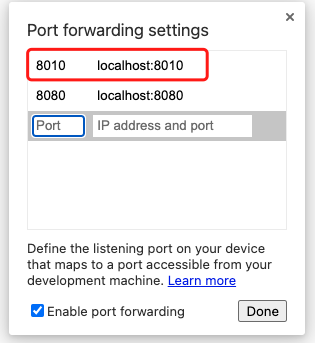 Port forwarding settings
8010 localhost:8010
8080 localhost:8080
Port IP address and port
Define the listening port on your device
that maps to a port accessible from your
development machine. Learn more
Enable port forwarding Done